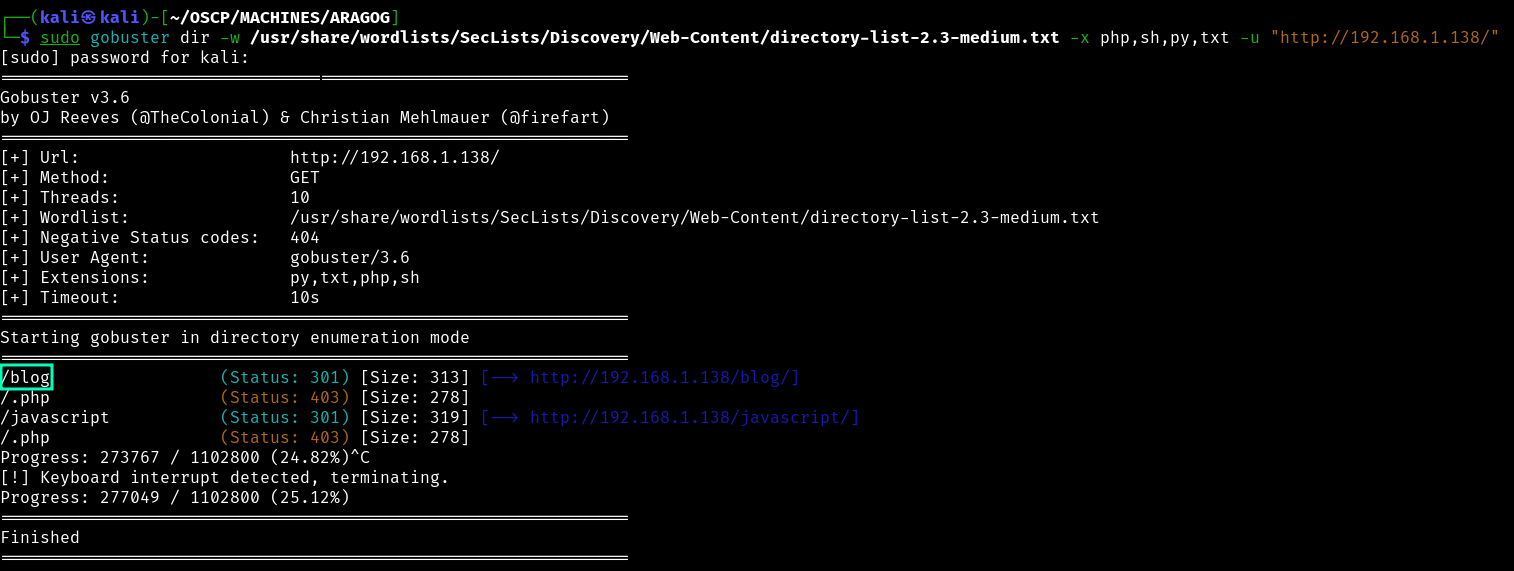 ┌──(kali㉿kali)-[~/OSCP/MACHINES/ARAGOG]
└─$ sudo gobuster dir -w /usr/share/wordlists/SecLists/Discovery/Web-Content/directory-list-2.3-medium.txt -x php,sh,py,txt -u "http://192.168.1.138/"
[sudo] password for kali:
===============================================================
Gobuster v3.6
by OJ Reeves (@TheColonial) & Christian Mehlmauer (@firefart)
===============================================================
[+] Url:                     http://192.168.1.138/
[+] Method:                  GET
[+] Threads:                 10
[+] Wordlist:                /usr/share/wordlists/SecLists/Discovery/Web-Content/directory-list-2.3-medium.txt
[+] Negative Status codes:   404
[+] User Agent:              gobuster/3.6
[+] Extensions:              py,txt,php,sh
[+] Timeout:                 10s
===============================================================
Starting gobuster in directory enumeration mode
===============================================================
/blog                 (Status: 301) [Size: 313] [--> http://192.168.1.138/blog/]
/.php                 (Status: 403) [Size: 278]
/javascript           (Status: 301) [Size: 319] [--> http://192.168.1.138/javascript/]
/.php                 (Status: 403) [Size: 278]
Progress: 273767 / 1102800 (24.82%)^C
[!] Keyboard interrupt detected, terminating.
Progress: 277049 / 1102800 (25.12%)
===============================================================
Finished
===============================================================